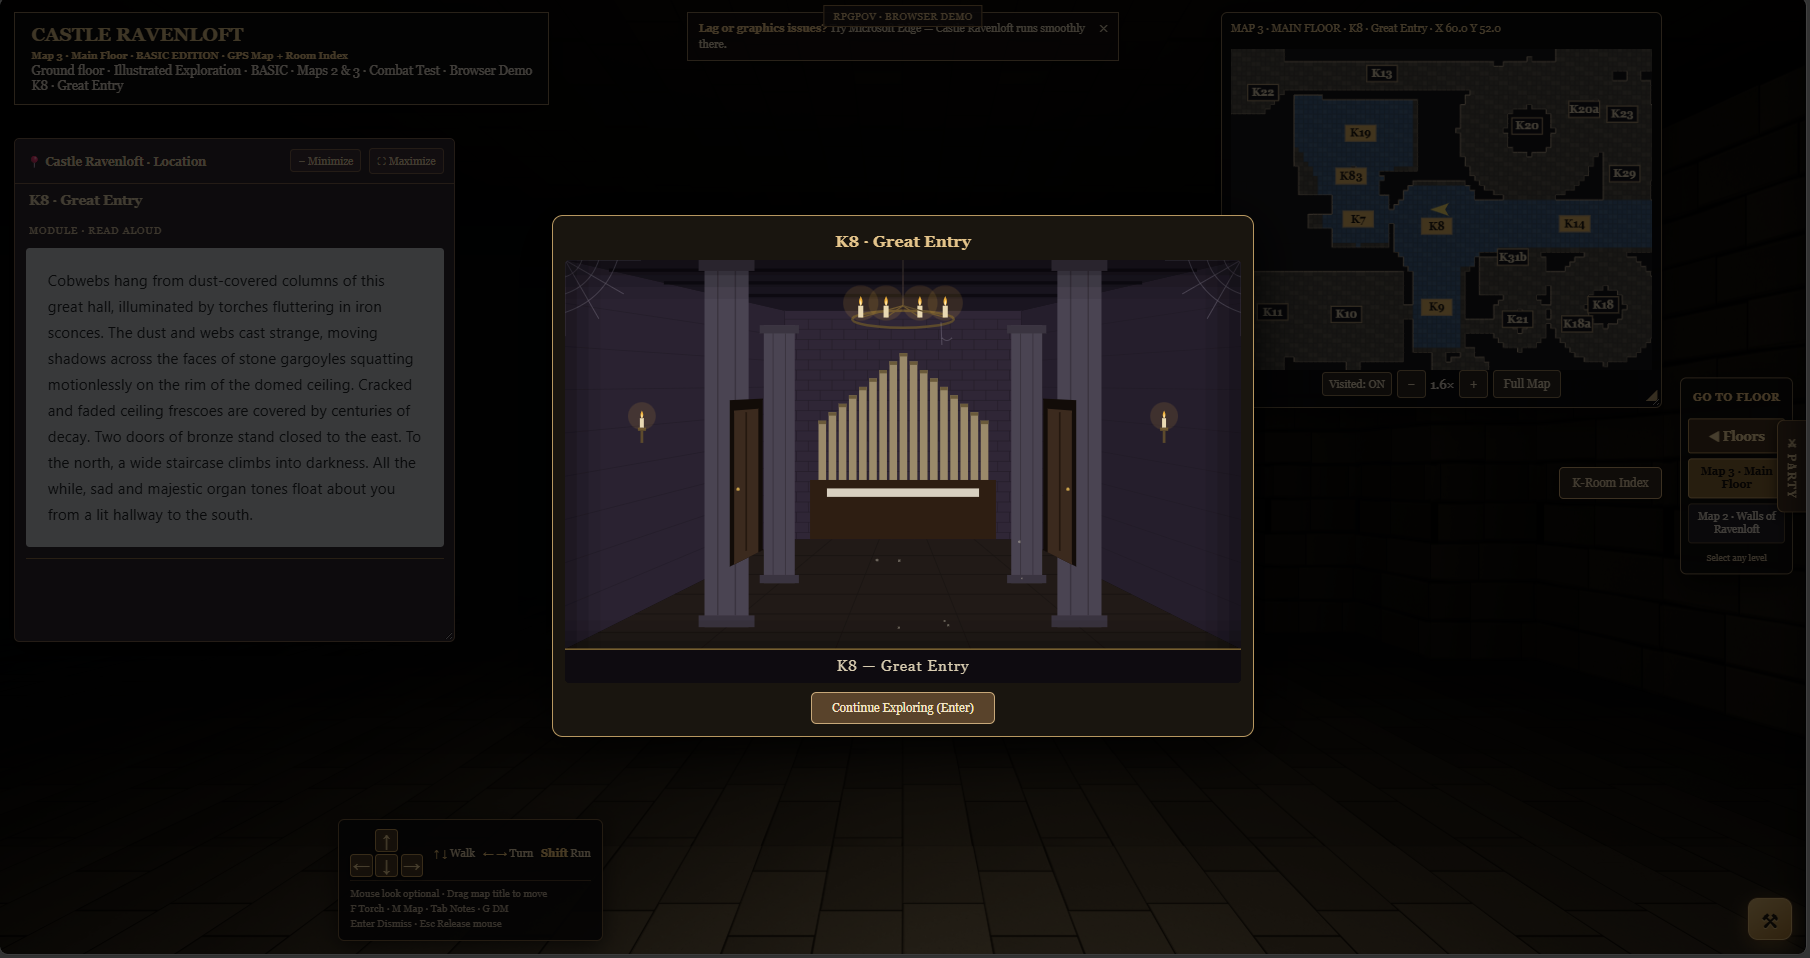 CASTLE RAVENLOFT
Map 3 · Main Floor · BASIC EDITION · GPS Map + Room Index
Ground floor · Illustrated Exploration · BASIC · Maps 2 & 3 · Combat Test · Browser Demo
K8 · Great Entry
RPGPOV · BROWSER DEMO
Lag or graphics issues? Try Microsoft Edge — Castle Ravenloft runs smoothly
there.
×
MAP 3 · MAIN FLOOR · K8 · Great Entry · X 60.0 Y 52.0
K13
K22
K20a
K23
K20
K19
K29
K83
K7
K8
K14
K31b
K9
K18
K11
K10
K21
K18a
Visited: ON
−
1.6×
+
Full Map
Castle Ravenloft · Location
– Minimize
Maximize
K8 · Great Entry
MODULE · READ ALOUD
Cobwebs hang from dust-covered columns of this
great hall, illuminated by torches fluttering in iron
sconces. The dust and webs cast strange, moving
shadows across the faces of stone gargoyles squatting
motionlessly on the rim of the domed ceiling. Cracked
and faded ceiling frescoes are covered by centuries of
decay. Two doors of bronze stand closed to the east. To
the north, a wide staircase climbs into darkness. All the
while, sad and majestic organ tones float about you
from a lit hallway to the south.
K8 · Great Entry
K8 — Great Entry
Continue Exploring (Enter)
GO TO FLOOR
◀ Floors
Map 3 · Main
Floor
Map 2 · Walls of
Ravenloft
Select any level
PARTY
K-Room Index
↑
← ↓ →
↑↓ Walk ←→ Turn Shift Run
Mouse look optional · Drag map title to move
F Torch · M Map · Tab Notes · G DM
Enter Dismiss · Esc Release mouse